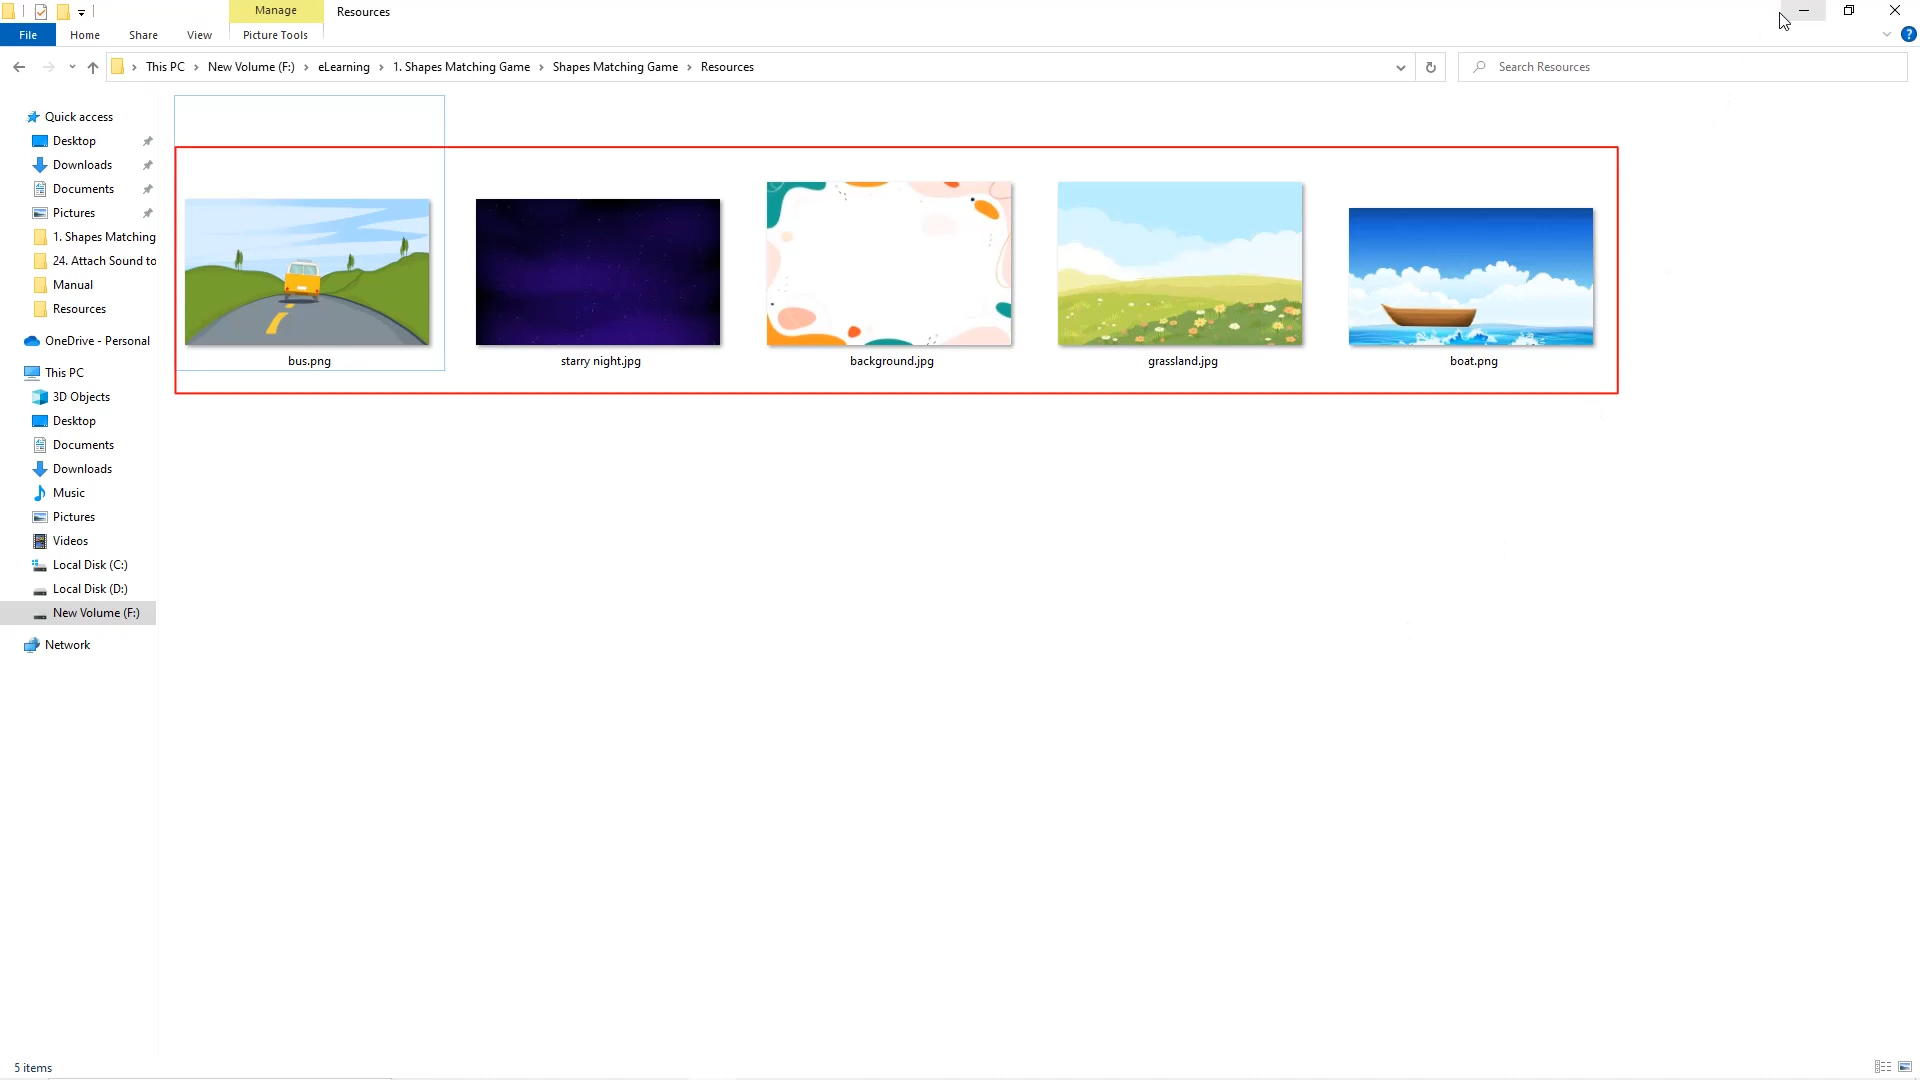 Manage
Resources
File
Home
Share
View
Picture Tools
?
This PC
New Volume (F:)
eLearning
1. Shapes Matching Game
Shapes Matching Game
Resources
Search Resources
Quick access
Desktop
Downloads
Documents
Pictures
1. Shapes Matching
24. Attach Sound to
Manual
Resources
OneDrive - Personal
This PC
3D Objects
Desktop
Documents
Downloads
Music
Pictures
Videos
Local Disk (C:)
Local Disk (D:)
New Volume (F:)
Network
bus.png
starry night.jpg
background.jpg
grassland.jpg
boat.png
5 items